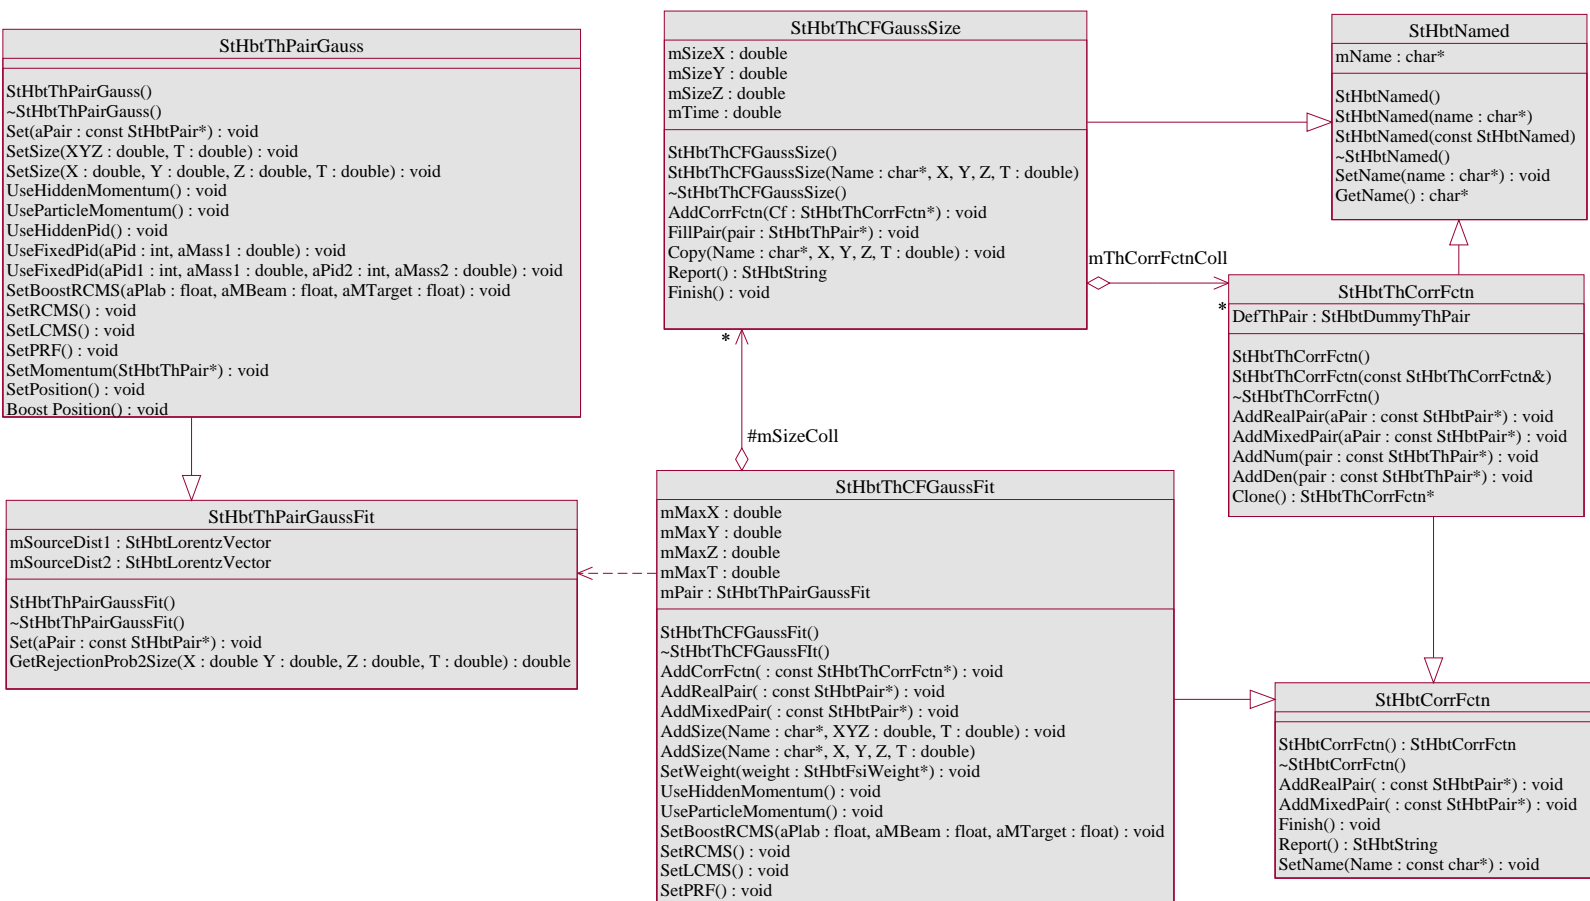 StHbtThPairGauss
StHbtThPairGauss()
~StHbtThPairGauss()
Set(aPair : const StHbtPair*) : void
SetSize(XYZ : double, T : double) : void
SetSize(X : double, Y : double, Z : double, T : double) : void
UseHiddenMomentum() : void
UseParticleMomentum() : void
UseHiddenPid() : void
UseFixedPid(aPid : int, aMass1 : double) : void
UseFixedPid(aPid1 : int, aMass1 : double, aPid2 : int, aMass2 : double) : void
SetBoostRCMS(aPlab : float, aMBeam : float, aMTarget : float) : void
SetRCMS() : void
SetLCMS() : void
SetPRF() : void
SetMomentum(StHbtThPair*) : void
SetPosition() : void
Boost Position() : void
StHbtThCFGaussSize
mSizeX : double
mSizeY : double
mSizeZ : double
mTime : double
StHbtThCFGaussSize()
StHbtThCFGaussSize(Name : char*, X, Y, Z, T : double)
~StHbtThCFGaussSize()
AddCorrFctn(Cf : StHbtThCorrFctn*) : void
FillPair(pair : StHbtThPair*) : void
Copy(Name : char*, X, Y, Z, T : double) : void
Report() : StHbtString
Finish() : void
StHbtNamed
mName : char*
StHbtNamed()
StHbtNamed(name : char*)
StHbtNamed(const StHbtNamed)
~StHbtNamed()
SetName(name : char*) : void
GetName() : char*
mThCorrFctnColl
*
StHbtThCorrFctn
DefThPair : StHbtDummyThPair
StHbtThCorrFctn()
StHbtThCorrFctn(const StHbtThCorrFctn&)
~StHbtThCorrFctn()
AddRealPair(aPair : const StHbtPair*) : void
AddMixedPair(aPair : const StHbtPair*) : void
AddNum(pair : const StHbtThPair*) : void
AddDen(pair : const StHbtThPair*) : void
Clone() : StHbtThCorrFctn*
*
#mSizeColl
StHbtThPairGaussFit
mSourceDist1 : StHbtLorentzVector
mSourceDist2 : StHbtLorentzVector
StHbtThPairGaussFit()
~StHbtThPairGaussFit()
Set(aPair : const StHbtPair*) : void
GetRejectionProb2Size(X : double Y : double, Z : double, T : double) : double
StHbtThCFGaussFit
mMaxX : double
mMaxY : double
mMaxZ : double
mMaxT : double
mPair : StHbtThPairGaussFit
StHbtThCFGaussFit()
~StHbtThCFGaussFIt()
AddCorrFctn( : const StHbtThCorrFctn*) : void
AddRealPair( : const StHbtPair*) : void
AddMixedPair( : const StHbtPair*) : void
AddSize(Name : char*, XYZ : double, T : double) : void
AddSize(Name : char*, X, Y, Z, T : double)
SetWeight(weight : StHbtFsiWeight*) : void
UseHiddenMomentum() : void
UseParticleMomentum() : void
SetBoostRCMS(aPlab : float, aMBeam : float, aMTarget : float) : void
SetRCMS() : void
SetLCMS() : void
SetPRF() : void
StHbtCorrFctn
StHbtCorrFctn() : StHbtCorrFctn
~StHbtCorrFctn()
AddRealPair( : const StHbtPair*) : void
AddMixedPair( : const StHbtPair*) : void
Finish() : void
Report() : StHbtString
SetName(Name : const char*) : void